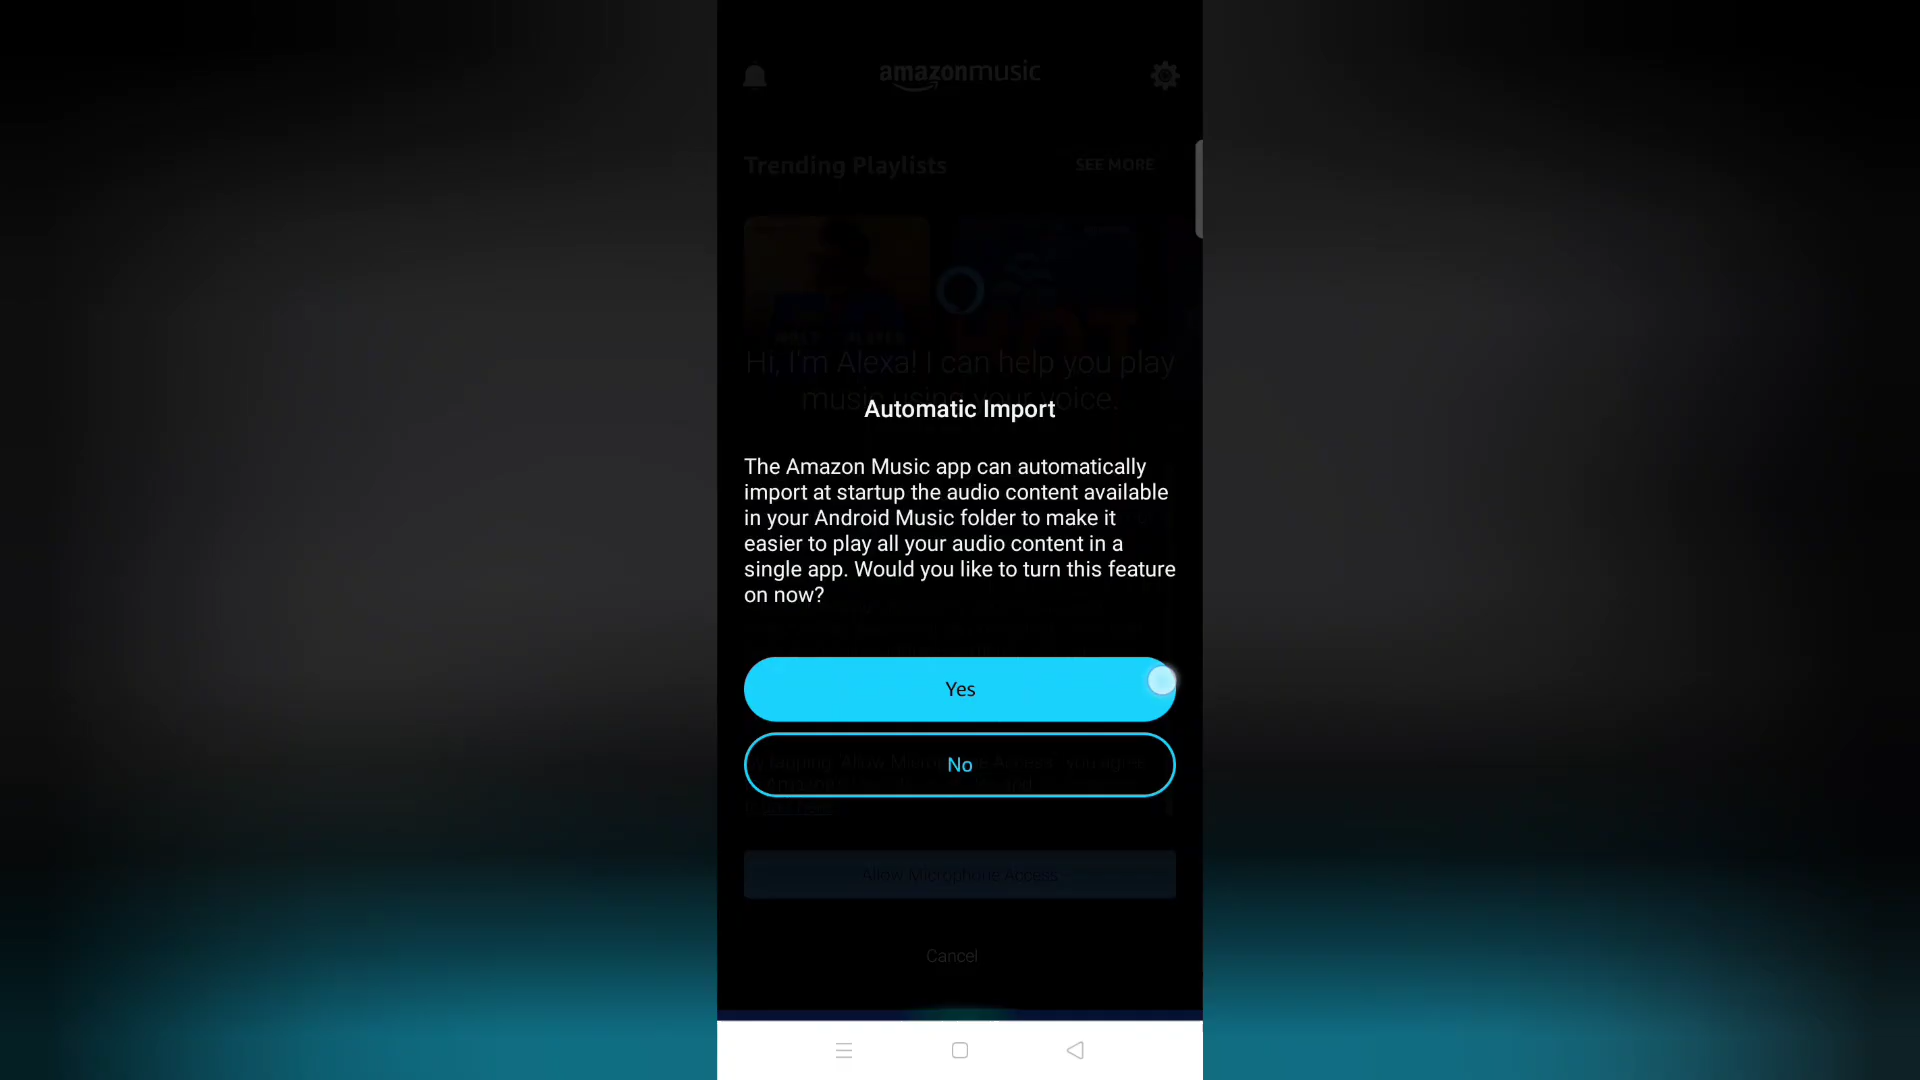 amazonmusic
Trending Playlists
SEE MORE
HOT
Hi, I'm Alexa! I can help you play
music using your voice.
Automatic Import
The Amazon Music app can automatically
import at startup the audio content available
in your Android Music folder to make it
easier to play all your audio content in a
single app. Would you like to turn this feature
on now?
Yes
No
Allow Microphone Access
Cancel